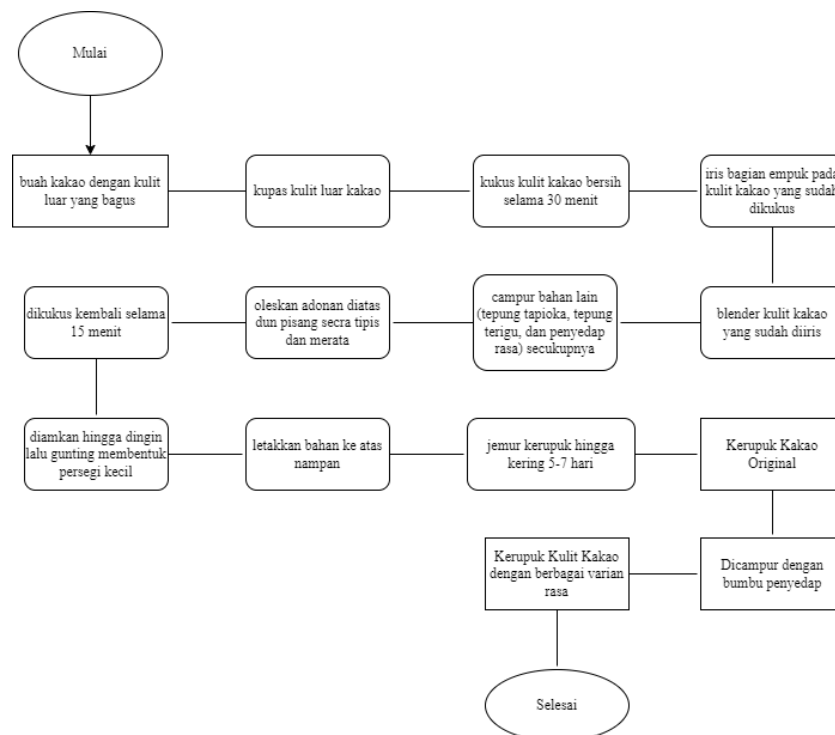 Mulai
buah kakao dengan kulit
luar yang bagus
kupas kulit luar kakao
kukus kulit kakao bersih
selama 30 menit
iris bagian empuk pada
kulit kakao yang sudah
dikukus
blender kulit kakao
yang sudah diiris
campur bahan lain
(tepung tapioka, tepung
terigu, dan penyedap
rasa) secukupnya
oleskan adonan diatas
dun pisang secra tipis
dan merata
dikukus kembali selama
15 menit
diamkan hingga dingin
lalu gunting membentuk
persegi kecil
letakkan bahan ke atas
nampan
jemur kerupuk hingga
kering 5-7 hari
Kerupuk Kakao
Original
Dicampur dengan
bumbu penyedap
Kerupuk Kulit Kakao
dengan berbagai varian
rasa
Selesai